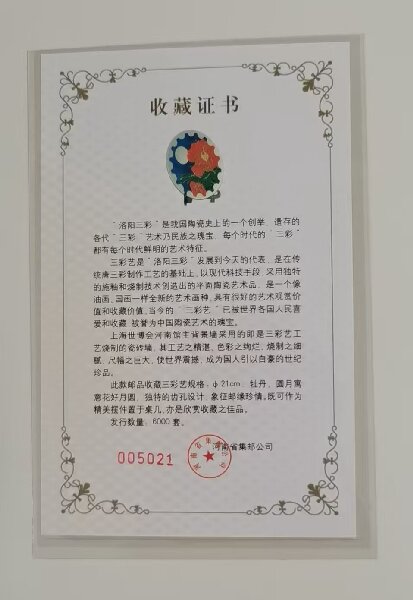 收藏证书
“洛阳三彩”是我国陶瓷史上的一个创举，遗存的
各代“三彩”艺术乃民族之瑰宝，每个时代的“三彩”
都有每个时代鲜明的艺术特征。
三彩艺是“洛阳三彩”发展到今天的代表，是在传
统唐三彩制作工艺的基础上，以现代科技手段，采用独特
的施釉和烧制技术创造出的平面陶瓷艺术品，是一个像
油画、国画一样全新的艺术画种，具有很好的艺术观赏价
值和收藏价值，当今的“三彩艺”已被世界各国人民喜
爱和收藏，被誉为中国陶瓷艺术的瑰宝。
上海世博会河南馆主背景墙采用的即是三彩艺工
艺烧制的瓷砖墙，其工艺之精湛、色彩之绚烂、烧制之细
腻、尺幅之巨大，使世界震撼，成为国人引以自豪的世纪
珍品。
此款邮品收藏三彩艺规格：φ21cm，牡丹、圆月寓
意花好月圆，独特的齿孔设计，象征邮缘珍情。既可作为
精美摆件置于桌几，亦是欣赏收藏之佳品。
发行数量：6000 套。
河南省集邮公司
005021